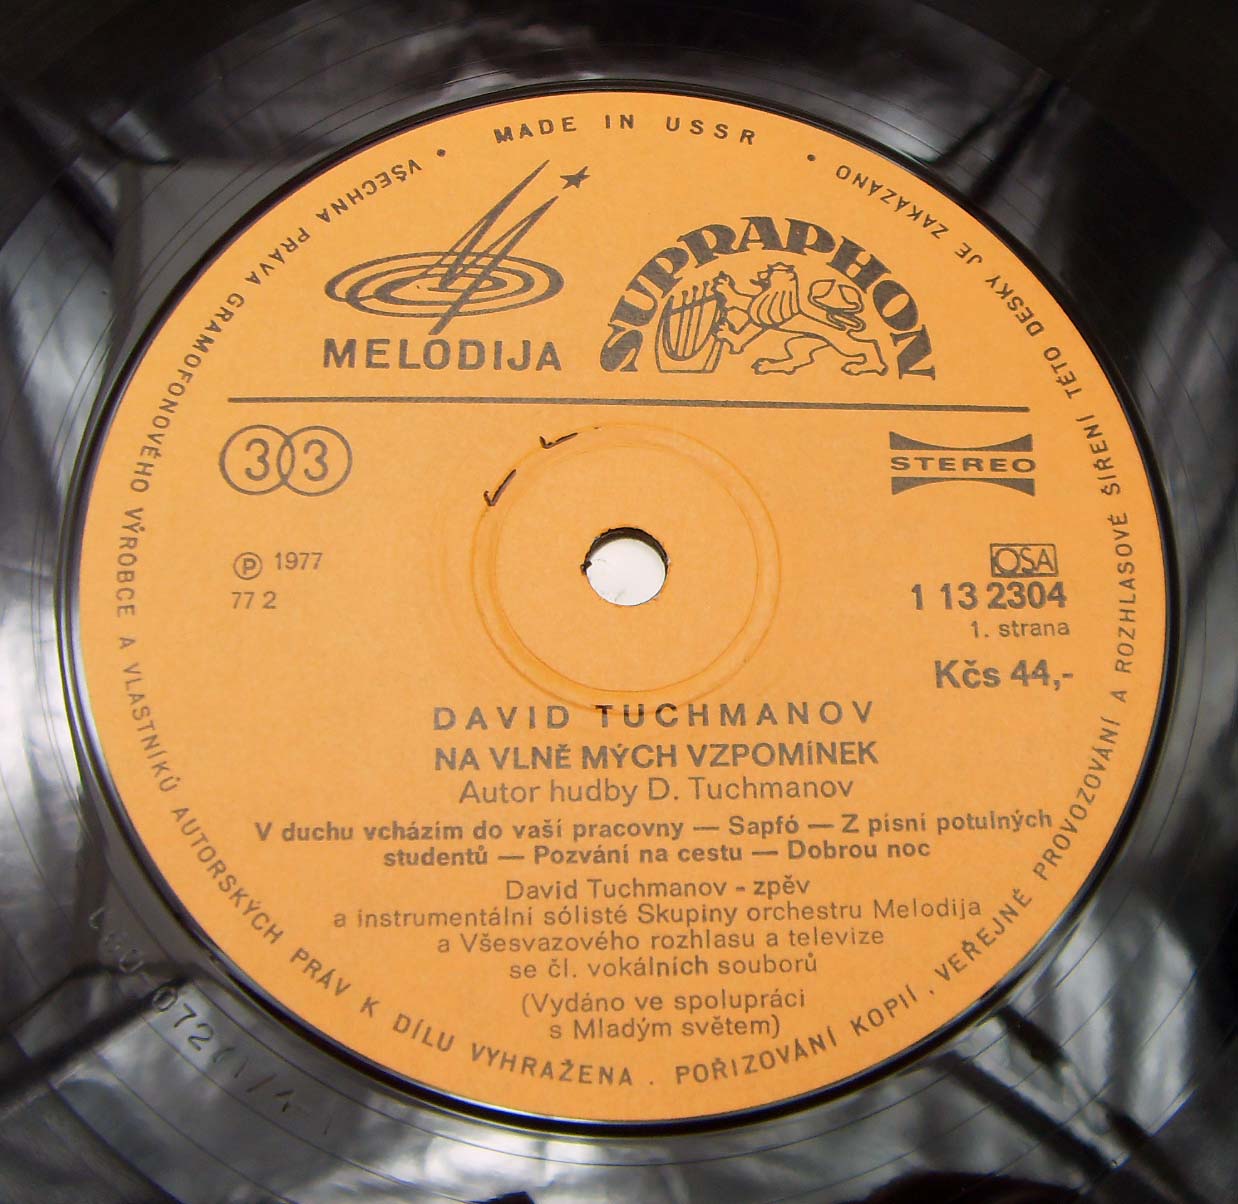 MADE IN USSR
VŠECHNA PRÁVA GRAMOFONOVÉHO VÝROBCE A VLASTNÍKŮ AUTORSKÝCH PRÁV K DÍLU VYHRAŽENA . POŘIZOVÁNÍ KOPIÍ . VEŘEJNÉ PROVOZOVÁNÍ A ROZHLASOVÉ ŠÍŘENÍ TÉTO DESKY JE ZAKÁZÁNO
MELODIJA
SUPRAPHON
33
STEREO
℗ 1977
77 2
OSA
1 13 2304
1. strana
Kčs 44,-
DAVID TUCHMANOV
NA VLNĚ MÝCH VZPOMÍNEK
Autor hudby D. Tuchmanov
V duchu vcházím do vaší pracovny — Sapfó — Z písní potulných
studentů — Pozvání na cestu — Dobrou noc
David Tuchmanov - zpěv
a instrumentální sólisté Skupiny orchestru Melodija
a Všesvazového rozhlasu a televize
se čl. vokálních souborů
(Vydáno ve spolupráci
s Mladým světem)